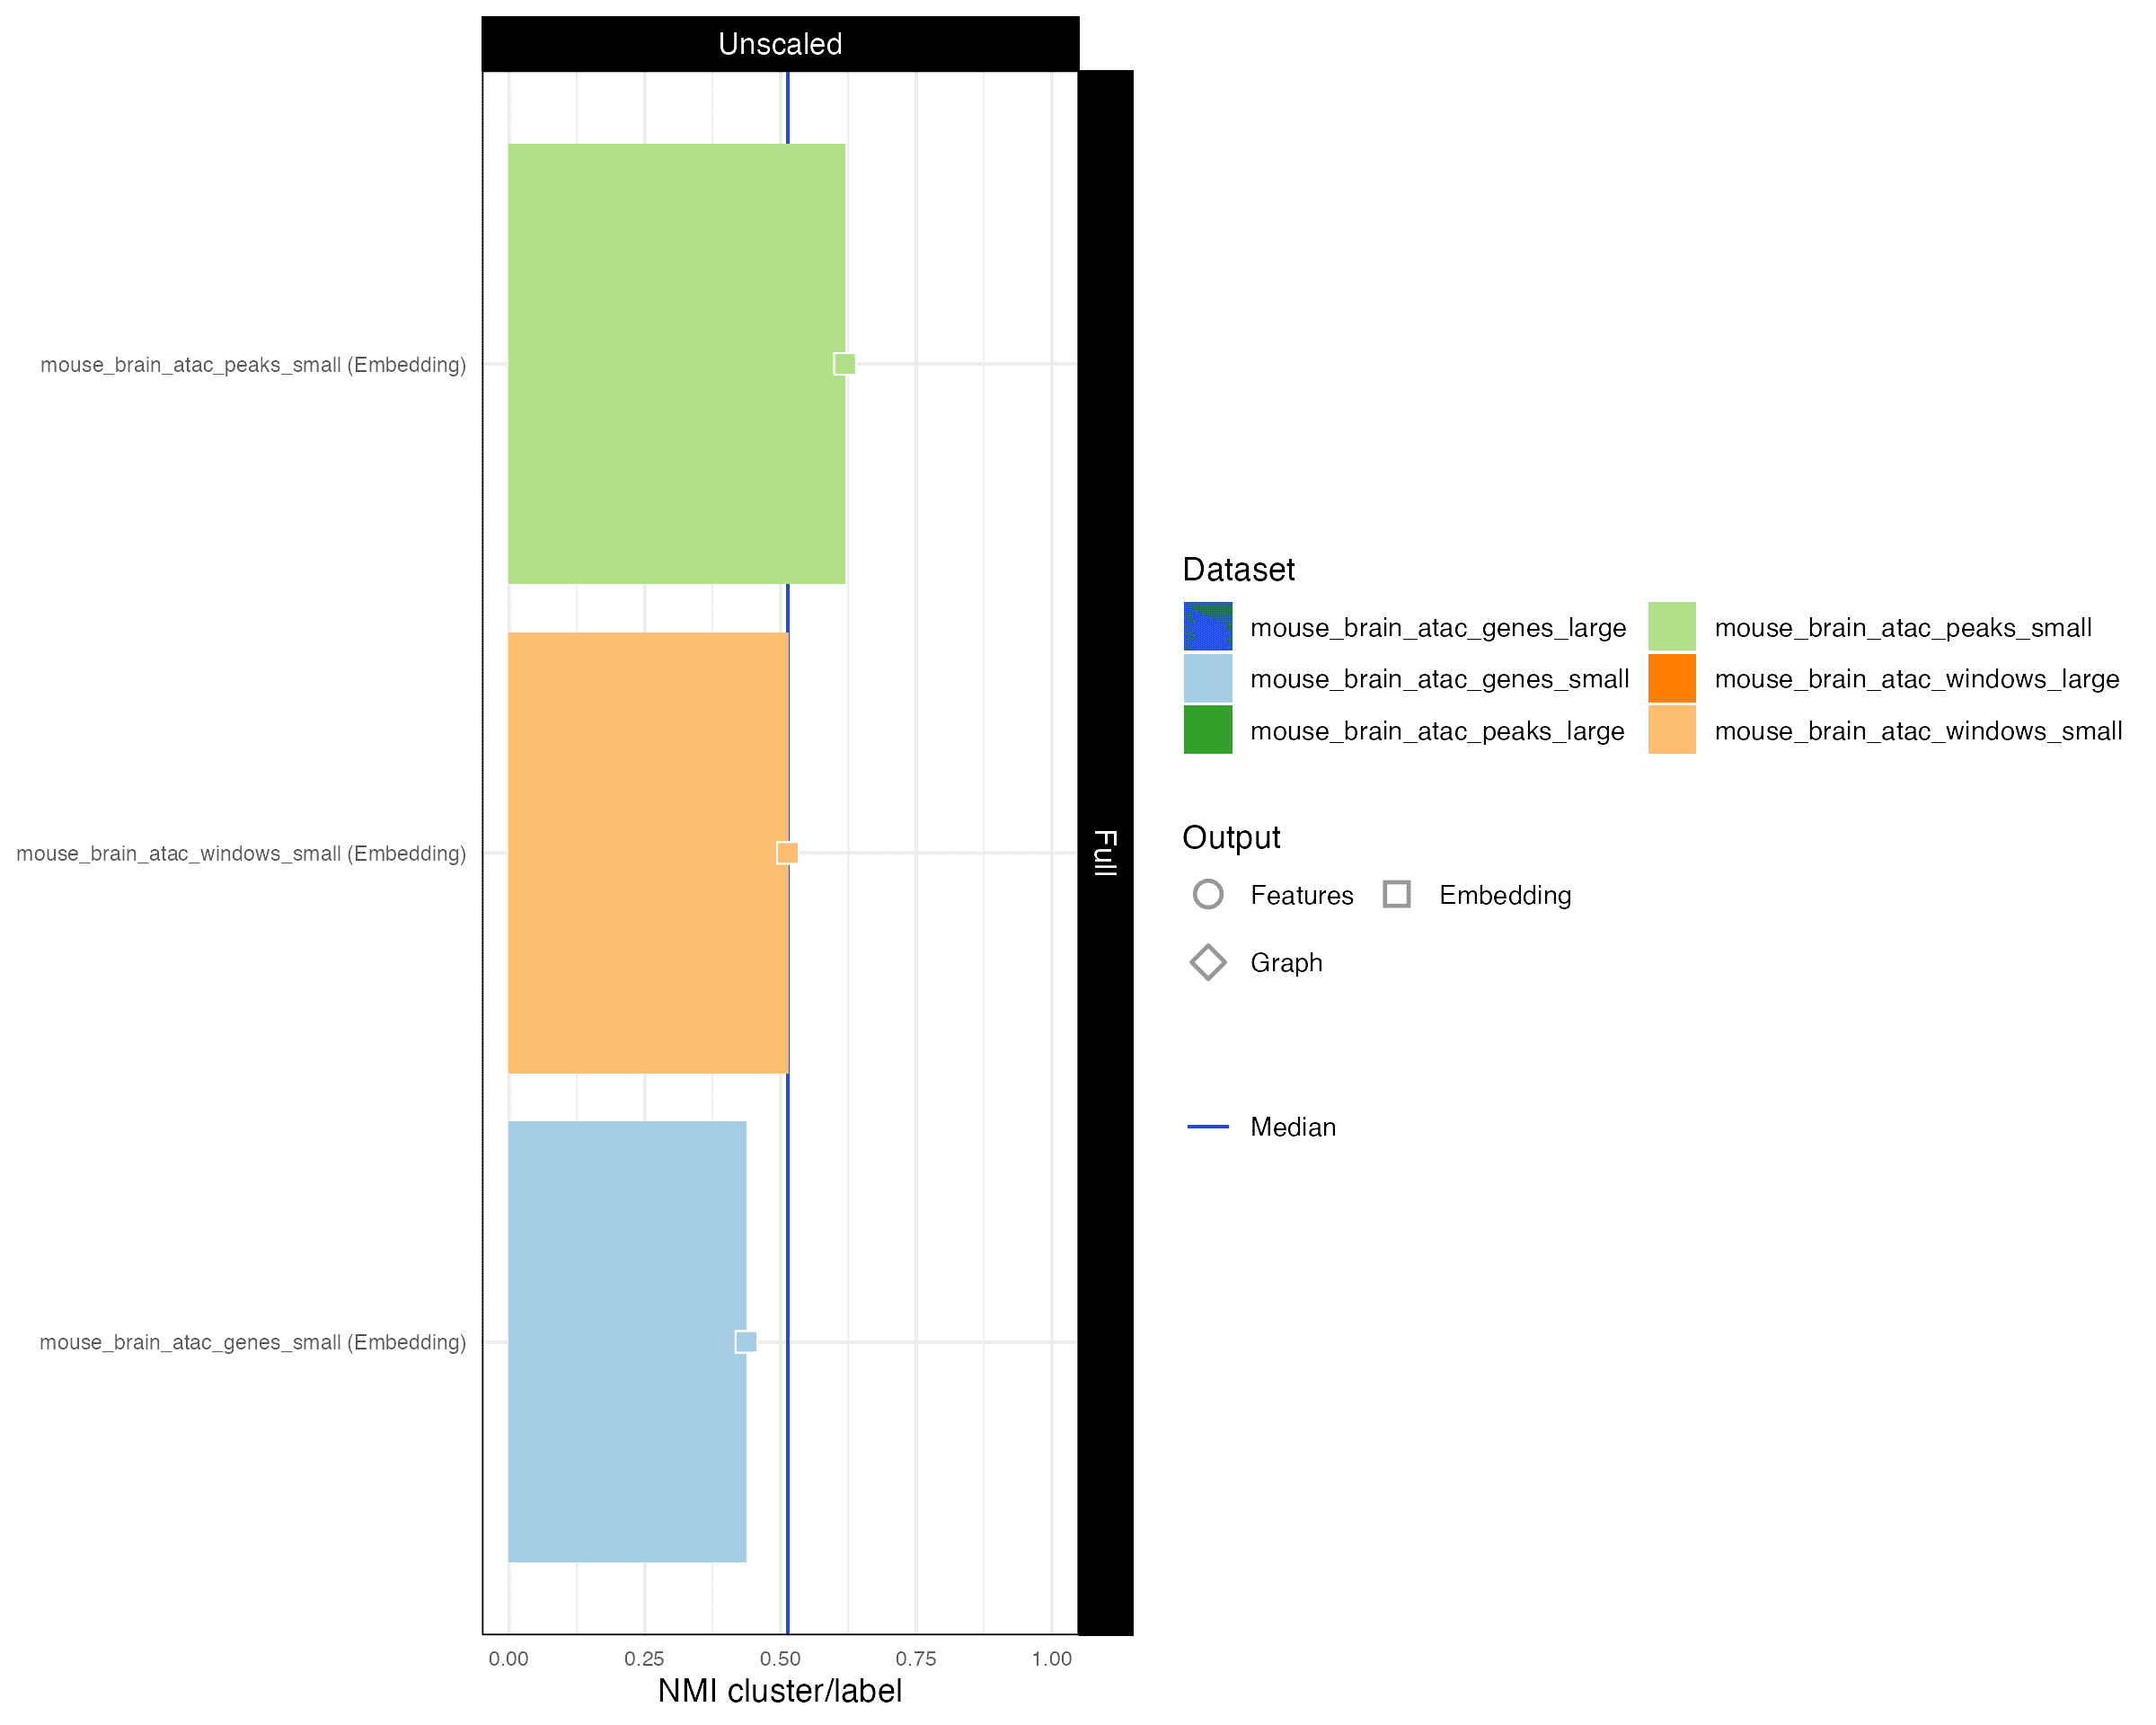 Unscaled
mouse_brain_atac_peaks_small (Embedding)
mouse_brain_atac_windows_small (Embedding)
mouse_brain_atac_genes_small (Embedding)
Full
0.00 0.25 0.50 0.75 1.00
NMI cluster/label
Dataset
mouse_brain_atac_genes_large mouse_brain_atac_peaks_small
mouse_brain_atac_genes_small mouse_brain_atac_windows_large
mouse_brain_atac_peaks_large mouse_brain_atac_windows_small
Output
Features Embedding
Graph
Median